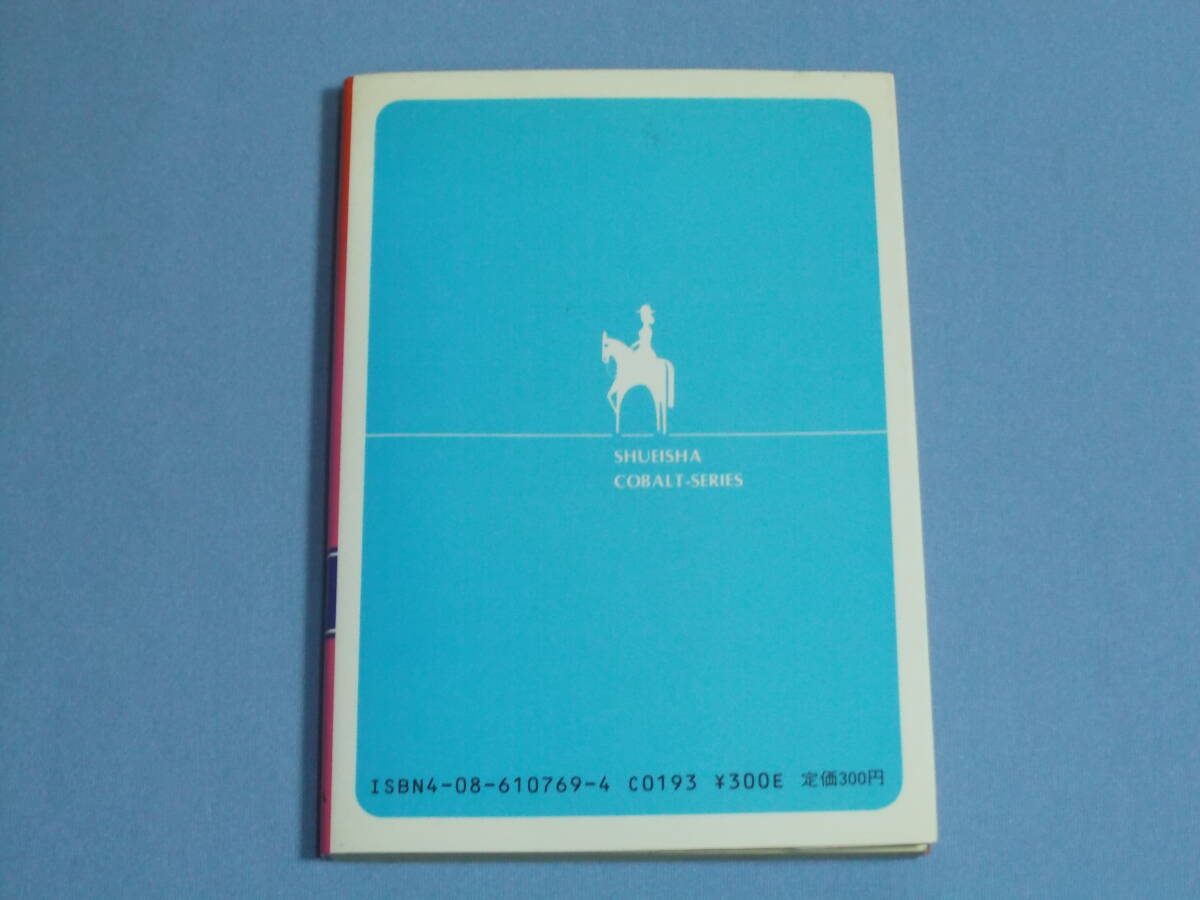 SHUEISHA
COBALT-SERIES
ISBN4-08-610769-4 C0193 ¥300E 定価300円